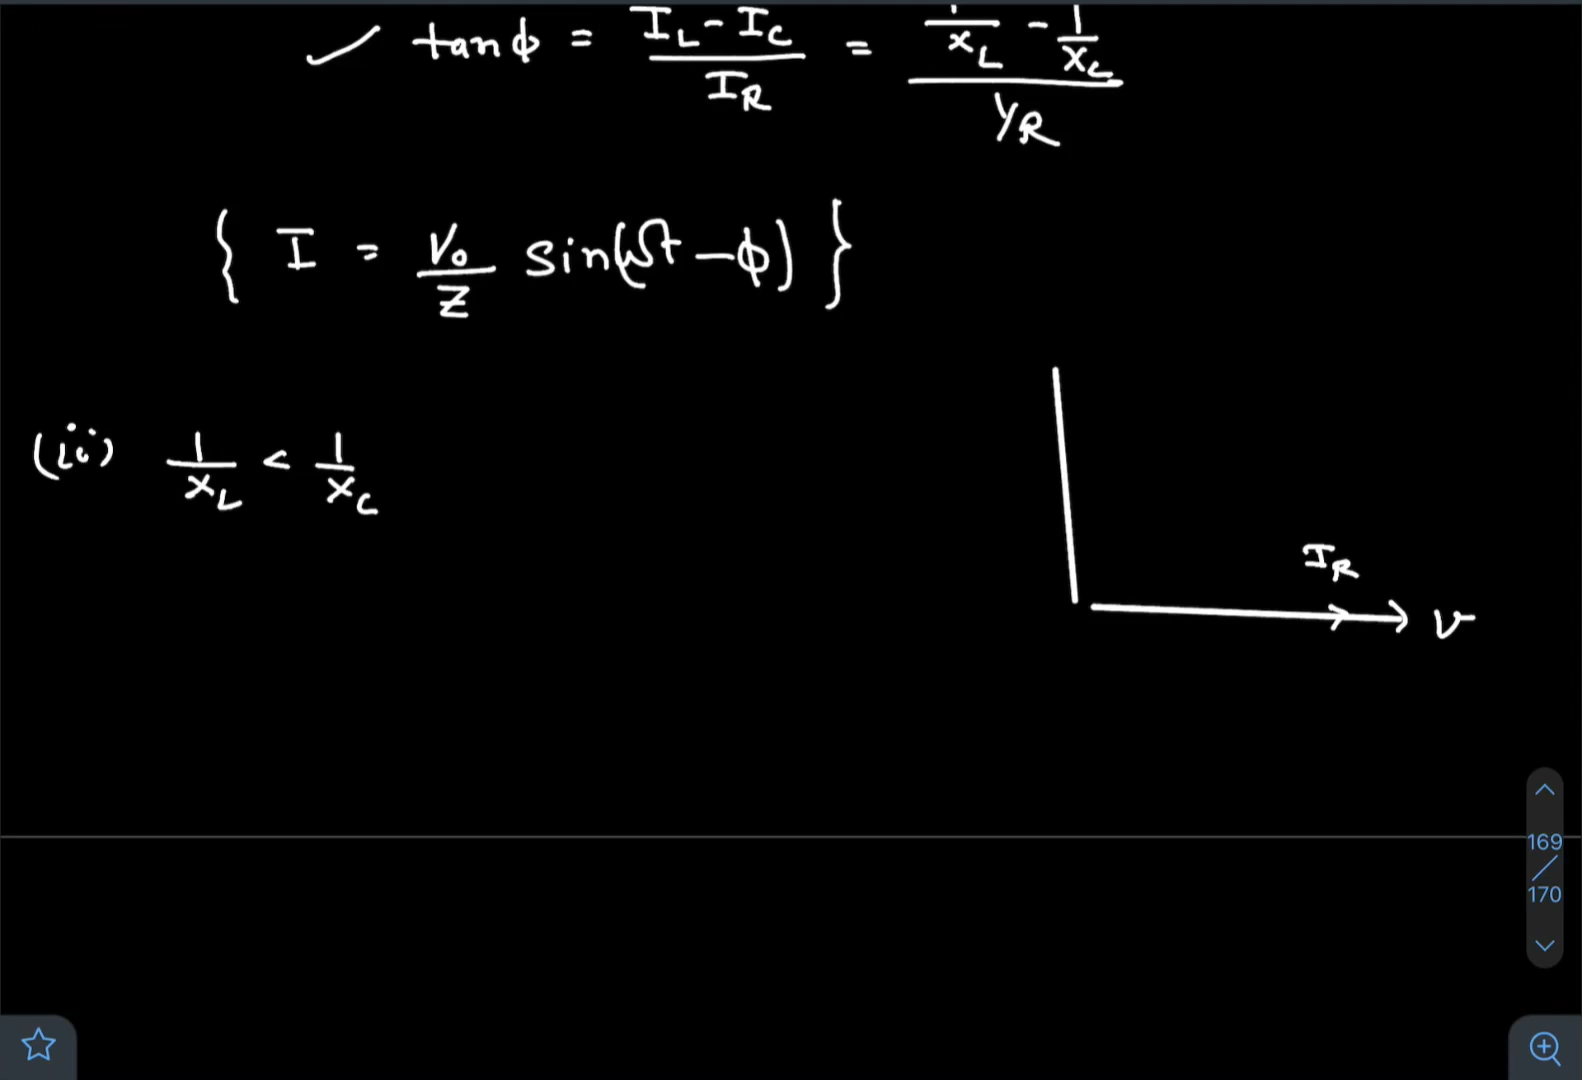 ✓ tanϕ = (I_L - I_C)/I_R = (1/x_L - 1/x_C)/(1/R)
{ I = V₀/Z sin(ωt - ϕ) }
(ii) 1/x_L < 1/x_C
I_R
V
169
/
170